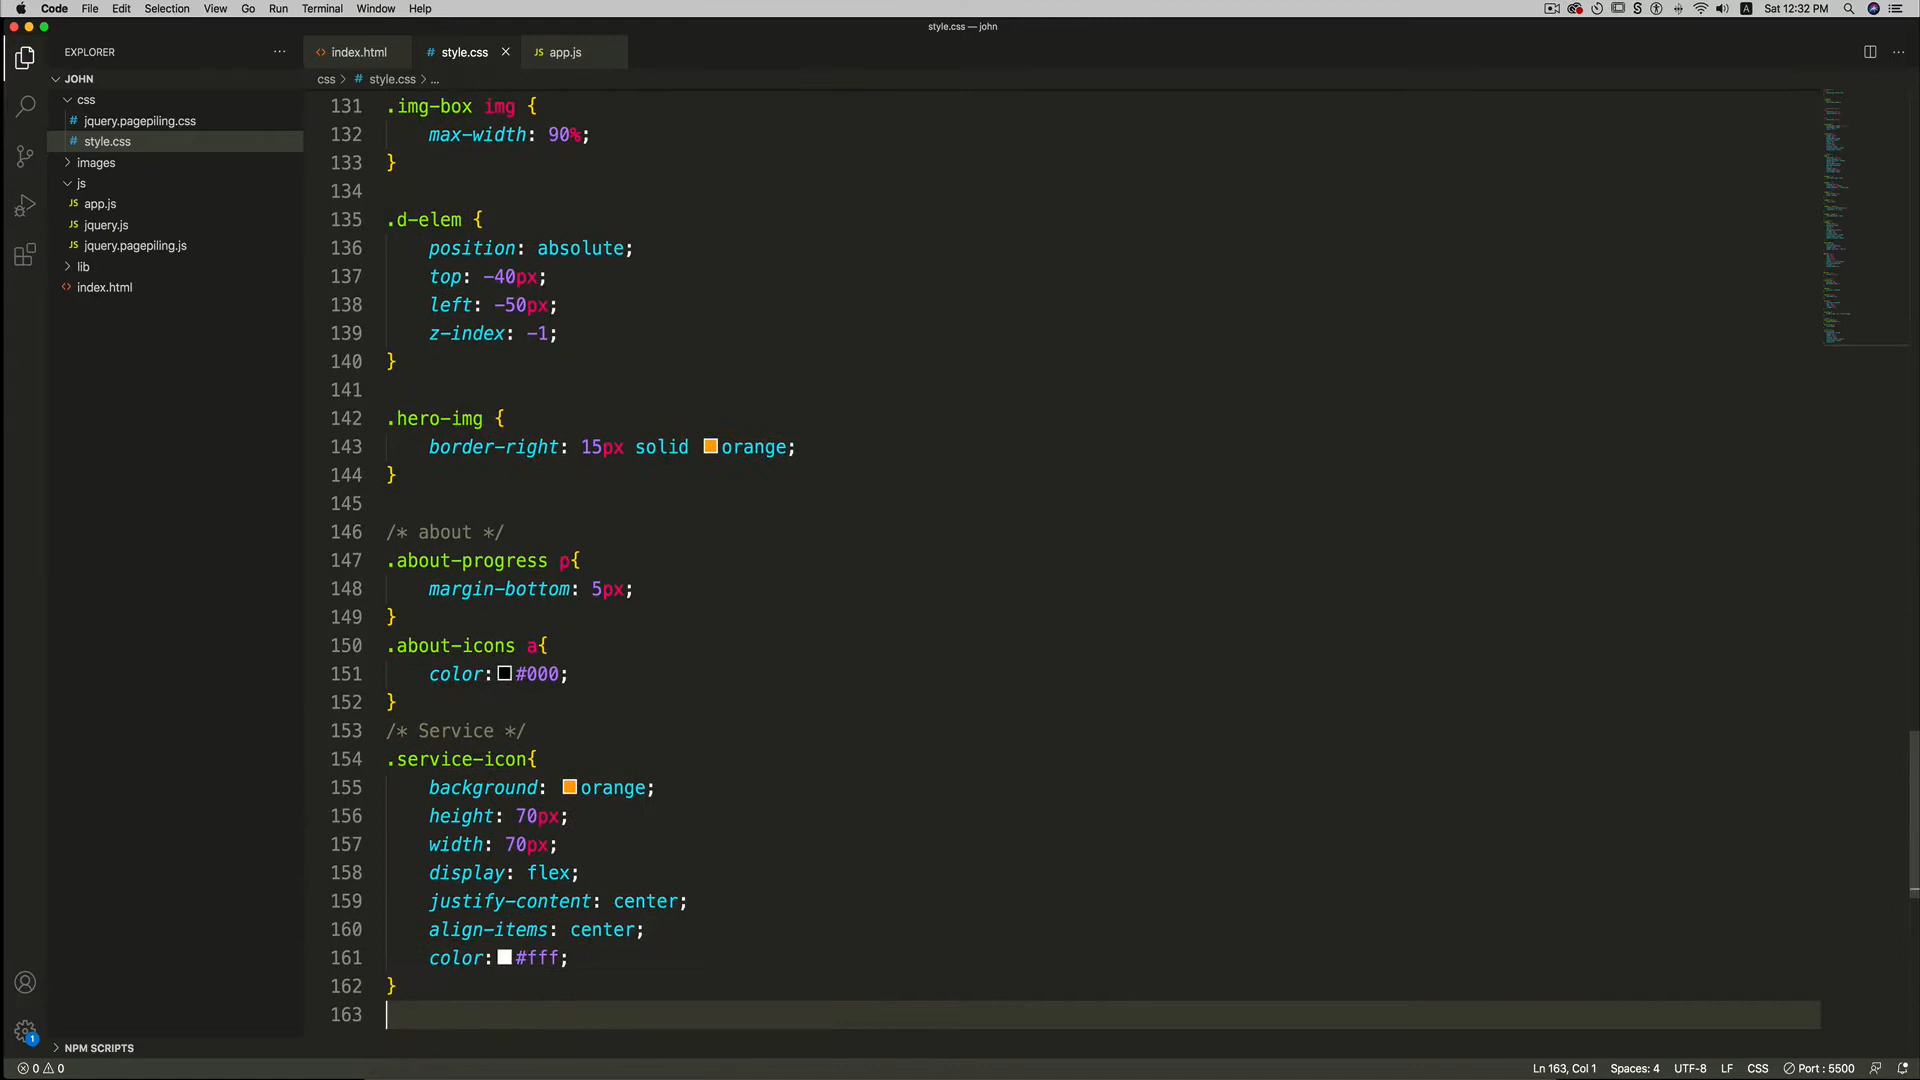 Code File Edit Selection View Go Run Terminal Window Help
Sat 12:32 PM
style.css — john
EXPLORER
index.html
style.css
app.js
JOHN
css > style.css > ...
css
jquery.pagepiling.css
style.css
images
js
app.js
jquery.js
jquery.pagepiling.js
lib
index.html
131 .img-box img {
132 max-width: 90%;
133 }
134
135 .d-elem {
136 position: absolute;
137 top: -40px;
138 left: -50px;
139 z-index: -1;
140 }
141
142 .hero-img {
143 border-right: 15px solid orange;
144 }
145
146 /* about */
147 .about-progress p{
148 margin-bottom: 5px;
149 }
150 .about-icons a{
151 color: #000;
152 }
153 /* Service */
154 .service-icon{
155 background: orange;
156 height: 70px;
157 width: 70px;
158 display: flex;
159 justify-content: center;
160 align-items: center;
161 color: #fff;
162 }
163
1
NPM SCRIPTS
0 0
Ln 163, Col 1 Spaces: 4 UTF-8 LF CSS Port : 5500